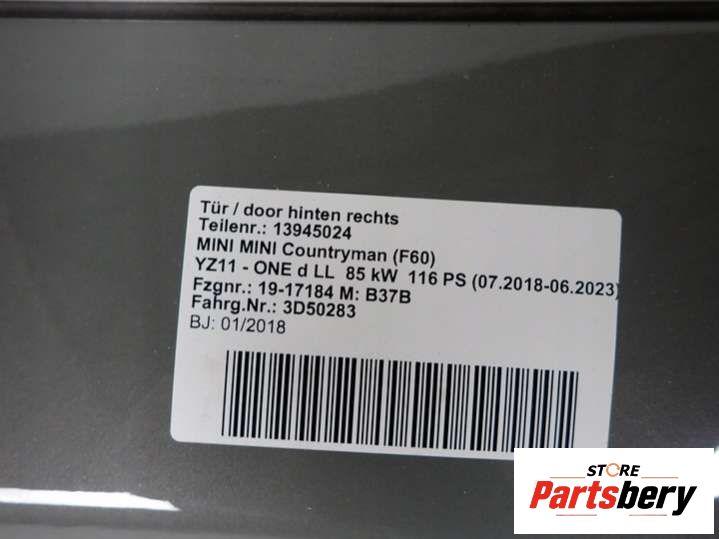 Tür / door hinten rechts
Teilenr.: 13945024
MINI MINI Countryman (F60)
YZ11 - ONE d LL 85 kW 116 PS (07.2018-06.2023)
Fzgnr.: 19-17184 M: B37B
Fahrg.Nr.: 3D50283
BJ: 01/2018
STORE
Partsbery